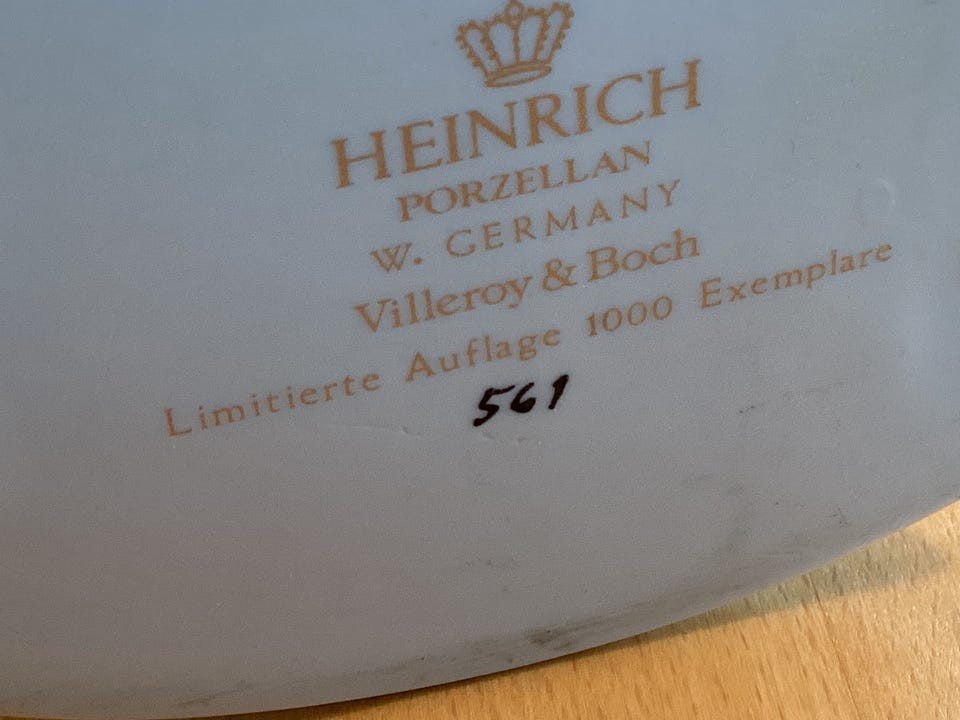 HEINRICH
PORZELLAN
W. GERMANY
Villeroy & Boch
Limitierte Auflage 1000 Exemplare
561